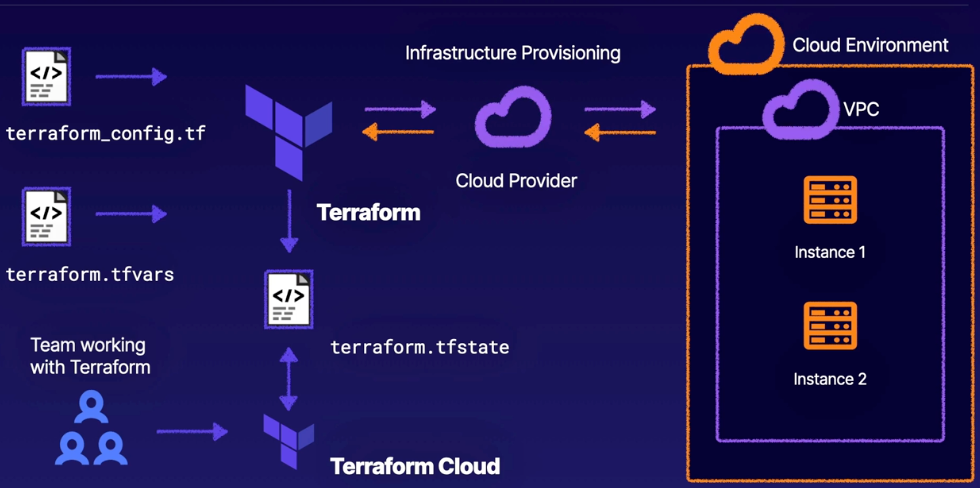 Infrastructure Provisioning
Cloud Environment
</>
terraform_config.tf
VPC
Cloud Provider
</>
Terraform
terraform.tfvars
Instance 1
</>
terraform.tfstate
Team working
with Terraform
Instance 2
Terraform Cloud